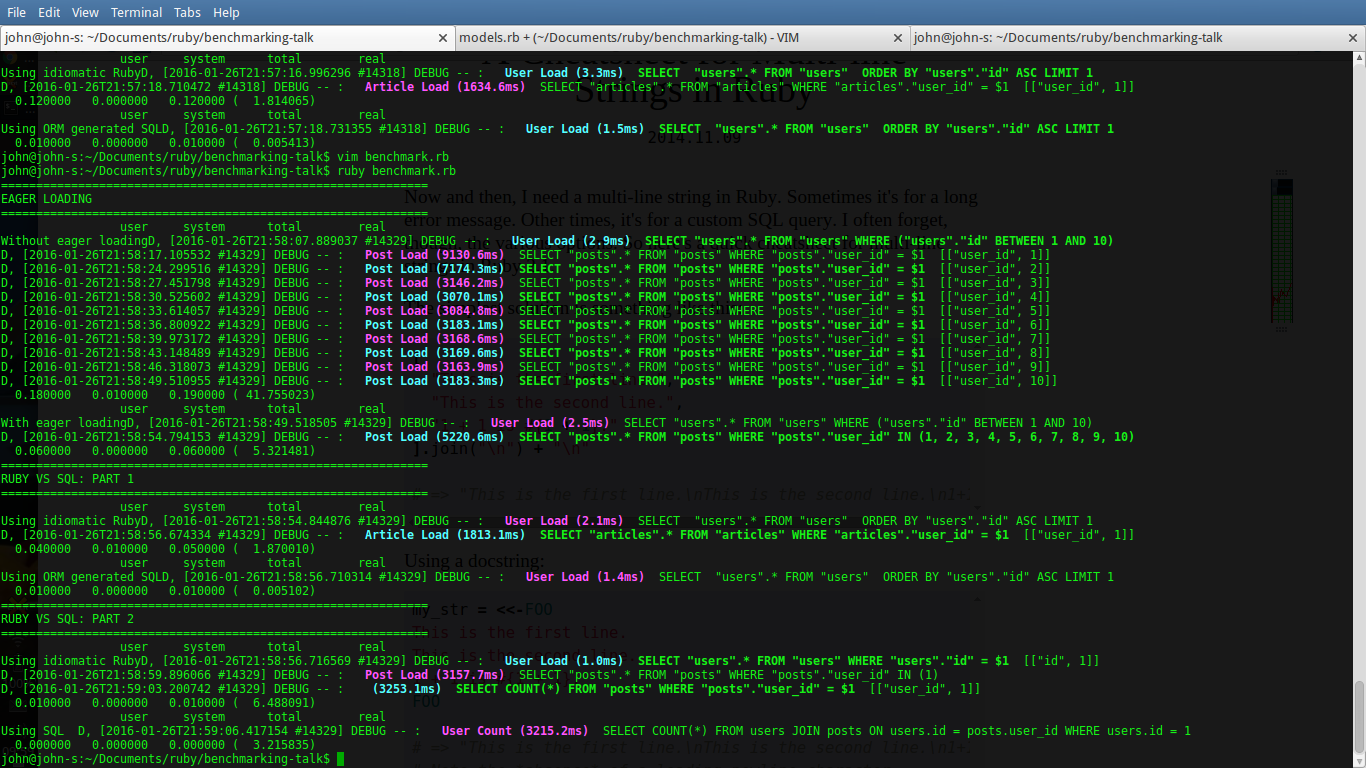 File Edit View Terminal Tabs Help
john@john-s: ~/Documents/ruby/benchmarking-talk
models.rb + (~/Documents/ruby/benchmarking-talk) - VIM
john@john-s: ~/Documents/ruby/benchmarking-talk
user system total real
Using idiomatic RubyD, [2016-01-26T21:57:16.996296 #14318] DEBUG -- : User Load (3.3ms) SELECT "users".* FROM "users" ORDER BY "users"."id" ASC LIMIT 1
D, [2016-01-26T21:57:18.710472 #14318] DEBUG -- : Article Load (1634.6ms) SELECT "articles".* FROM "articles" WHERE "articles"."user_id" = $1 [["user_id", 1]]
0.120000 0.000000 0.120000 ( 1.814065)
user system total real
Using ORM generated SQLD, [2016-01-26T21:57:18.731355 #14318] DEBUG -- : User Load (1.5ms) SELECT "users".* FROM "users" ORDER BY "users"."id" ASC LIMIT 1
0.010000 0.000000 0.010000 ( 0.005413)
john@john-s:~/Documents/ruby/benchmarking-talk$ vim benchmark.rb
john@john-s:~/Documents/ruby/benchmarking-talk$ ruby benchmark.rb
EAGER LOADING
user system total real
Without eager loadingD, [2016-01-26T21:58:07.889037 #14329] DEBUG -- : User Load (2.9ms) SELECT "users".* FROM "users" WHERE ("users"."id" BETWEEN 1 AND 10)
D, [2016-01-26T21:58:17.105532 #14329] DEBUG -- : Post Load (9130.6ms) SELECT "posts".* FROM "posts" WHERE "posts"."user_id" = $1 [["user_id", 1]]
D, [2016-01-26T21:58:24.299516 #14329] DEBUG -- : Post Load (7174.3ms) SELECT "posts".* FROM "posts" WHERE "posts"."user_id" = $1 [["user_id", 2]]
D, [2016-01-26T21:58:27.451798 #14329] DEBUG -- : Post Load (3146.2ms) SELECT "posts".* FROM "posts" WHERE "posts"."user_id" = $1 [["user_id", 3]]
D, [2016-01-26T21:58:30.525602 #14329] DEBUG -- : Post Load (3070.1ms) SELECT "posts".* FROM "posts" WHERE "posts"."user_id" = $1 [["user_id", 4]]
D, [2016-01-26T21:58:33.614057 #14329] DEBUG -- : Post Load (3084.8ms) SELECT "posts".* FROM "posts" WHERE "posts"."user_id" = $1 [["user_id", 5]]
D, [2016-01-26T21:58:36.800922 #14329] DEBUG -- : Post Load (3183.1ms) SELECT "posts".* FROM "posts" WHERE "posts"."user_id" = $1 [["user_id", 6]]
D, [2016-01-26T21:58:39.973172 #14329] DEBUG -- : Post Load (3168.6ms) SELECT "posts".* FROM "posts" WHERE "posts"."user_id" = $1 [["user_id", 7]]
D, [2016-01-26T21:58:43.148489 #14329] DEBUG -- : Post Load (3169.6ms) SELECT "posts".* FROM "posts" WHERE "posts"."user_id" = $1 [["user_id", 8]]
D, [2016-01-26T21:58:46.318073 #14329] DEBUG -- : Post Load (3163.9ms) SELECT "posts".* FROM "posts" WHERE "posts"."user_id" = $1 [["user_id", 9]]
D, [2016-01-26T21:58:49.510955 #14329] DEBUG -- : Post Load (3183.3ms) SELECT "posts".* FROM "posts" WHERE "posts"."user_id" = $1 [["user_id", 10]]
0.180000 0.010000 0.190000 ( 41.755023)
user system total real
With eager loadingD, [2016-01-26T21:58:49.518505 #14329] DEBUG -- : User Load (2.5ms) SELECT "users".* FROM "users" WHERE ("users"."id" BETWEEN 1 AND 10)
D, [2016-01-26T21:58:54.794153 #14329] DEBUG -- : Post Load (5220.6ms) SELECT "posts".* FROM "posts" WHERE "posts"."user_id" IN (1, 2, 3, 4, 5, 6, 7, 8, 9, 10)
0.060000 0.000000 0.060000 ( 5.321481)
RUBY VS SQL: PART 1
user system total real
Using idiomatic RubyD, [2016-01-26T21:58:54.844876 #14329] DEBUG -- : User Load (2.1ms) SELECT "users".* FROM "users" ORDER BY "users"."id" ASC LIMIT 1
D, [2016-01-26T21:58:56.674334 #14329] DEBUG -- : Article Load (1813.1ms) SELECT "articles".* FROM "articles" WHERE "articles"."user_id" = $1 [["user_id", 1]]
0.040000 0.010000 0.050000 ( 1.870010)
user system total real
Using ORM generated SQLD, [2016-01-26T21:58:56.710314 #14329] DEBUG -- : User Load (1.4ms) SELECT "users".* FROM "users" ORDER BY "users"."id" ASC LIMIT 1
0.010000 0.000000 0.010000 ( 0.005102)
RUBY VS SQL: PART 2
user system total real
Using idiomatic RubyD, [2016-01-26T21:58:56.716569 #14329] DEBUG -- : User Load (1.0ms) SELECT "users".* FROM "users" WHERE "users"."id" = $1 [["id", 1]]
D, [2016-01-26T21:58:59.896066 #14329] DEBUG -- : Post Load (3157.7ms) SELECT "posts".* FROM "posts" WHERE "posts"."user_id" IN (1)
D, [2016-01-26T21:59:03.200742 #14329] DEBUG -- : (3253.1ms) SELECT COUNT(*) FROM "posts" WHERE "posts"."user_id" = $1 [["user_id", 1]]
0.010000 0.000000 0.010000 ( 6.488091)
user system total real
Using SQL D, [2016-01-26T21:59:06.417154 #14329] DEBUG -- : User Count (3215.2ms) SELECT COUNT(*) FROM users JOIN posts ON users.id = posts.user_id WHERE users.id = 1
0.000000 0.000000 0.000000 ( 3.215835)
john@john-s:~/Documents/ruby/benchmarking-talk$